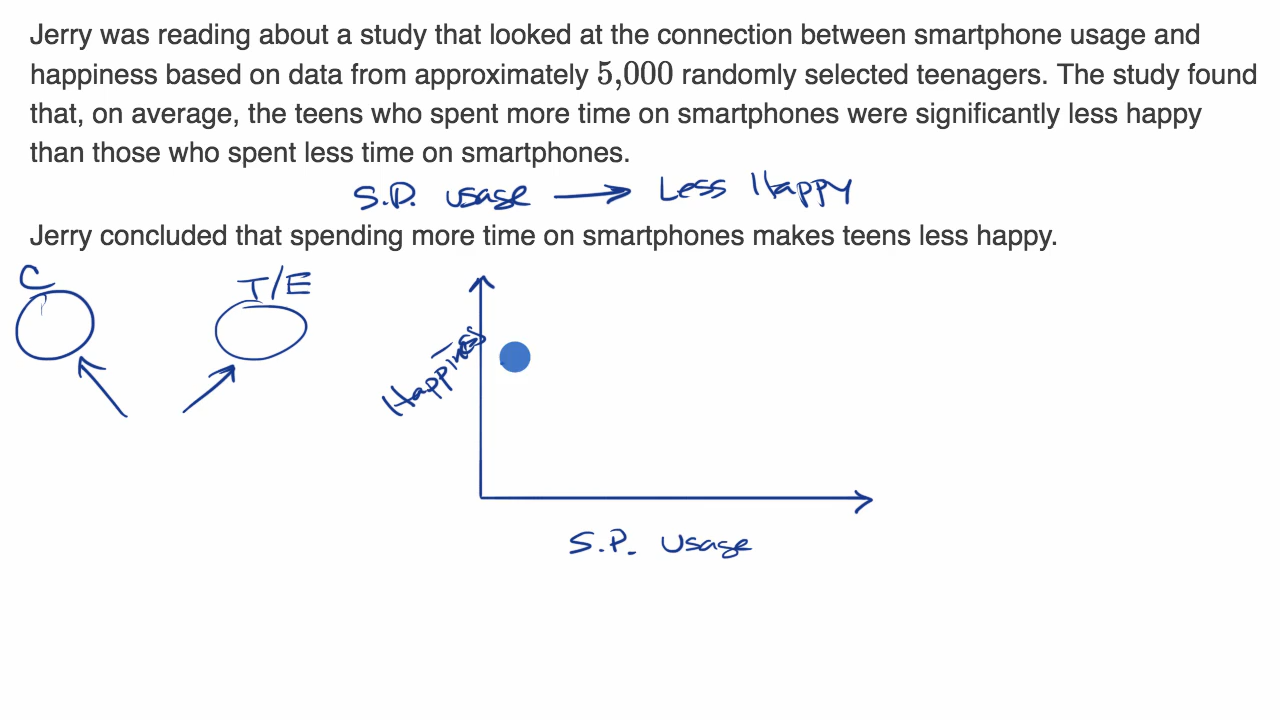 Jerry was reading about a study that looked at the connection between smartphone usage and
happiness based on data from approximately 5,000 randomly selected teenagers. The study found
that, on average, the teens who spent more time on smartphones were significantly less happy
than those who spent less time on smartphones.
S.P. usage → Less Happy
Jerry concluded that spending more time on smartphones makes teens less happy.
C
T/E
Happiness
S.P. Usage